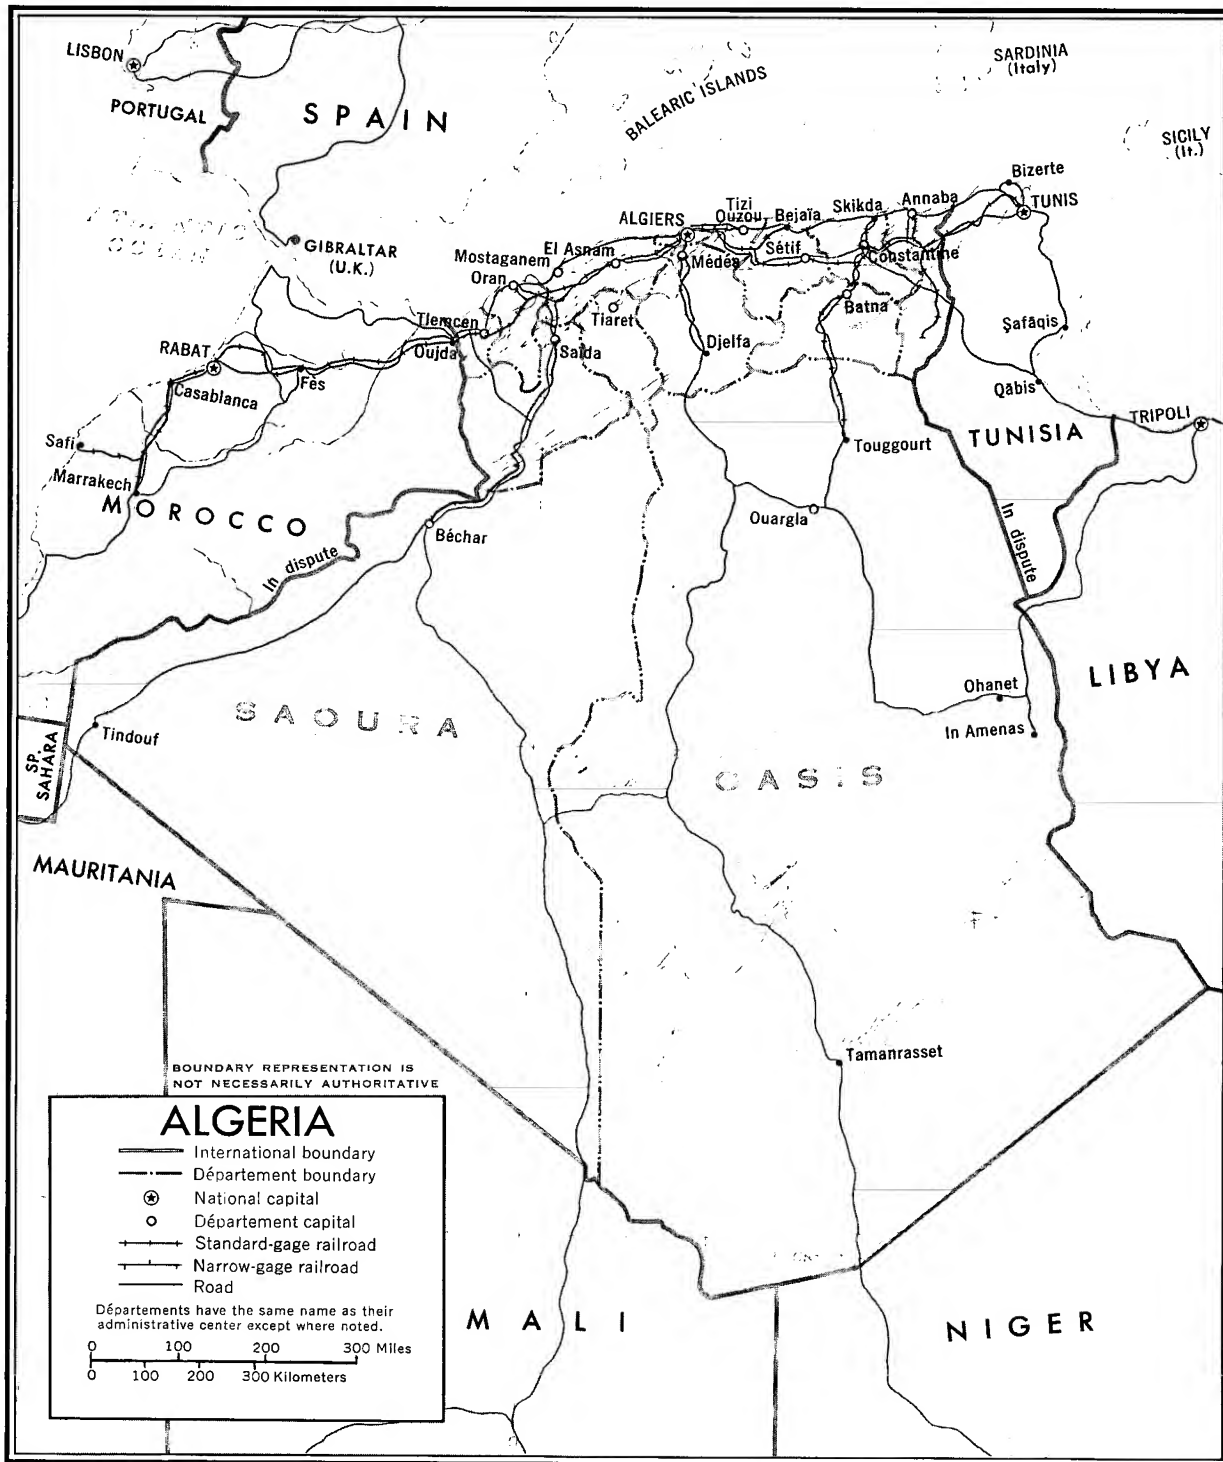 LISBON
PORTUGAL
SPAIN
BALEARIC ISLANDS
SARDINIA
(Italy)
SICILY
(It.)
ATLANTIC
OCEAN
GIBRALTAR
(U.K.)
Bizerte
TUNIS
Annaba
Skikda
Bejaïa
Tizi
Ouzou
ALGIERS
El Asnam
Mostaganem
Oran
Médéa
Sétif
Constantine
Batna
Tiaret
Tlemcen
Oujda
Saïda
Djelfa
Şafāqis
Qābis
TRIPOLI
RABAT
Casablanca
Fès
Safi
Marrakech
MOROCCO
TUNISIA
Touggourt
Ouargla
Béchar
In dispute
In dispute
LIBYA
Ohanet
In Amenas
SAOURA
OASIS
Tindouf
SP.
SAHARA
MAURITANIA
Tamanrasset
BOUNDARY REPRESENTATION IS
NOT NECESSARILY AUTHORITATIVE
ALGERIA
International boundary
Département boundary
National capital
Département capital
Standard-gage railroad
Narrow-gage railroad
Road
Départements have the same name as their
administrative center except where noted.
0 100 200 300 Miles
0 100 200 300 Kilometers
MALI
NIGER